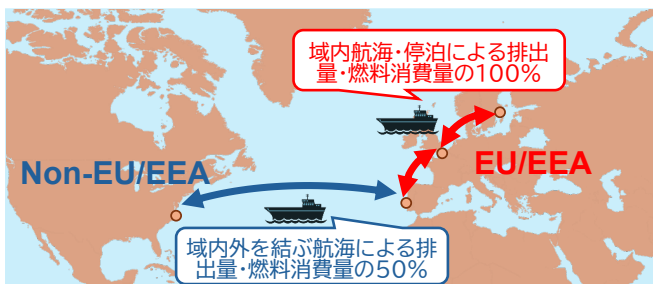 域内航海・停泊による排出
量・燃料消費量の100%
Non-EU/EEA
EU/EEA
域内外を結ぶ航海による排
出量・燃料消費量の50%